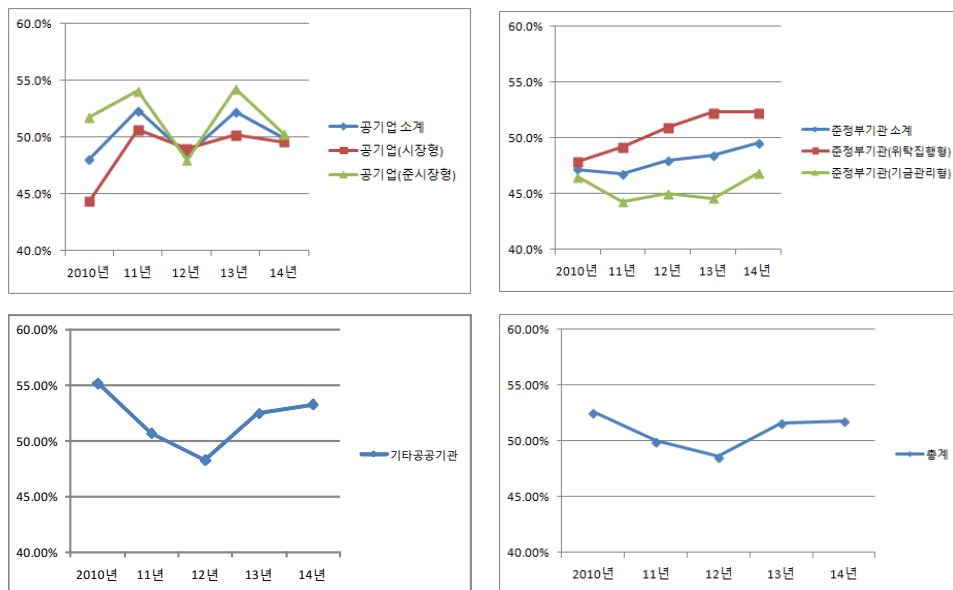 60.0%
55.0%
50.0%
45.0%
40.0%
2010년 11년 12년 13년 14년
공기업 소계
공기업(시장형)
공기업(준시장형)
60.0%
55.0%
50.0%
45.0%
40.0%
2010년 11년 12년 13년 14년
준정부기관 소계
준정부기관(위탁집행형)
준정부기관(기금관리형)
60.00%
55.00%
50.00%
45.00%
40.00%
2010년 11년 12년 13년 14년
기타공공기관
60.00%
55.00%
50.00%
45.00%
40.00%
2010년 11년 12년 13년 14년
총계